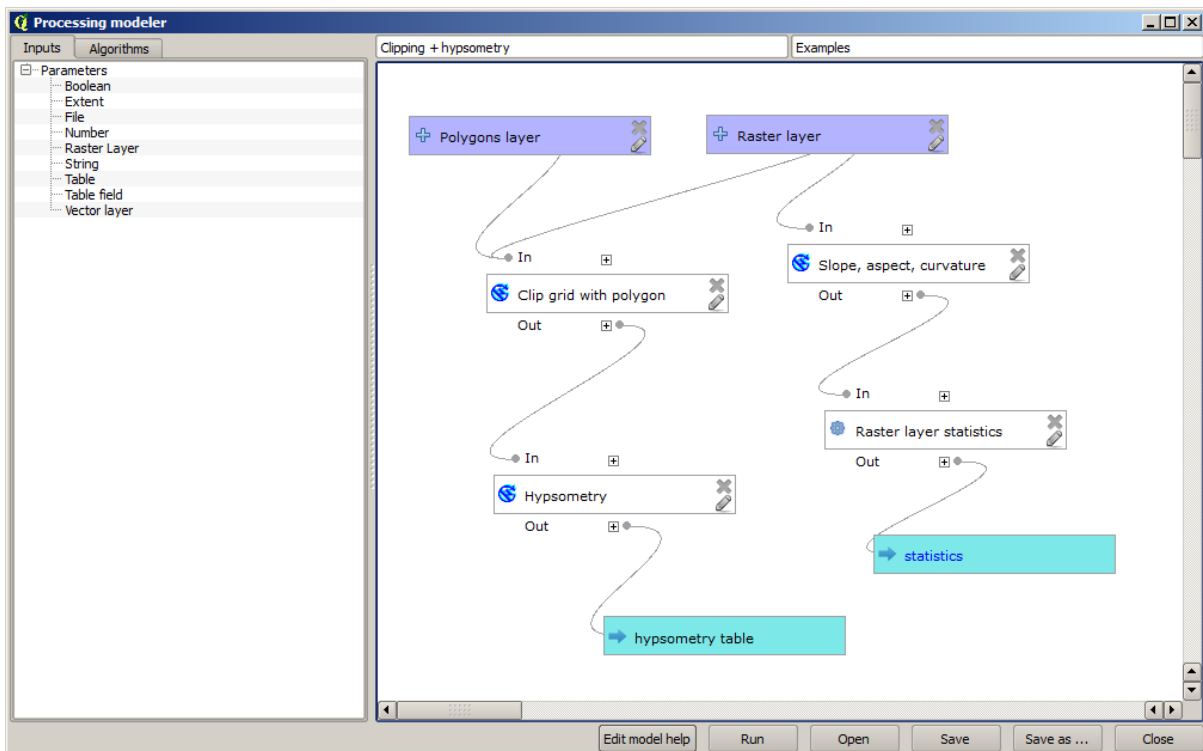 Processing modeler
Inputs
Algorithms
Clipping + hypsometry
Examples
Parameters
Boolean
Extent
File
Number
Raster Layer
String
Table
Table field
Vector layer
Polygons layer
Raster layer
In
Slope, aspect, curvature
Out
In
Clip grid with polygon
Out
In
Raster layer statistics
Out
In
Hypsometry
Out
statistics
hypsometry table
Edit model help
Run
Open
Save
Save as ...
Close